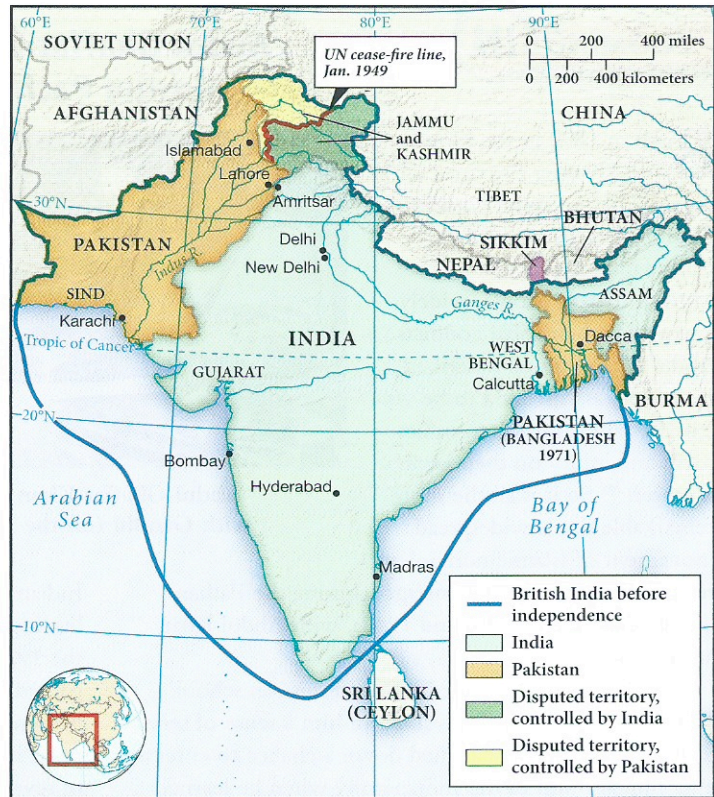 60°E
70°E
80°E
90°E
SOVIET UNION
UN cease-fire line,
Jan. 1949
0 200 400 miles
0 200 400 kilometers
AFGHANISTAN
CHINA
JAMMU
and
KASHMIR
Islamabad
Lahore
Amritsar
30°N
TIBET
PAKISTAN
Delhi
New Delhi
BHUTAN
SIKKIM
NEPAL
Indus R.
SIND
Karachi
Ganges R.
ASSAM
Tropic of Cancer
INDIA
Dacca
GUJARAT
WEST
BENGAL
Calcutta
BURMA
20°N
PAKISTAN
(BANGLADESH
1971)
Bombay
Hyderabad
Arabian
Sea
Bay of
Bengal
Madras
10°N
SRI LANKA
(CEYLON)
British India before
independence
India
Pakistan
Disputed territory,
controlled by India
Disputed territory,
controlled by Pakistan